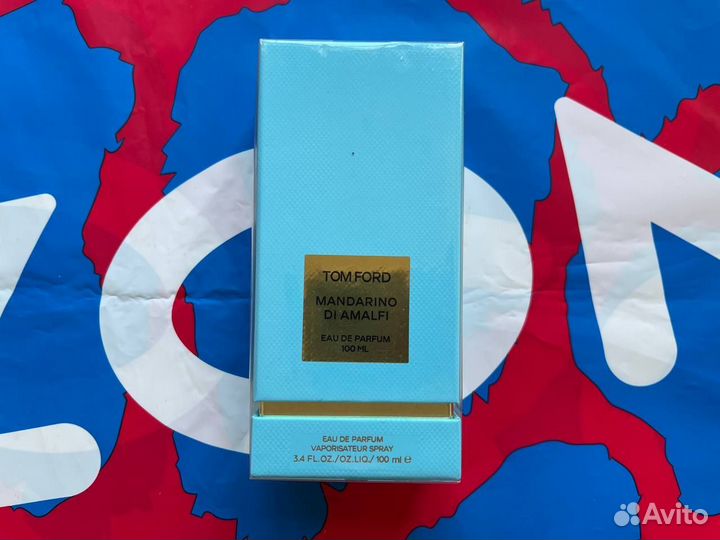 TOM FORD
MANDARINO
DI AMALFI
EAU DE PARFUM
100 ML
EAU DE PARFUM
VAPORISATEUR SPRAY
3.4 FL.OZ./OZ.LIQ./100 ml ℮
Avito